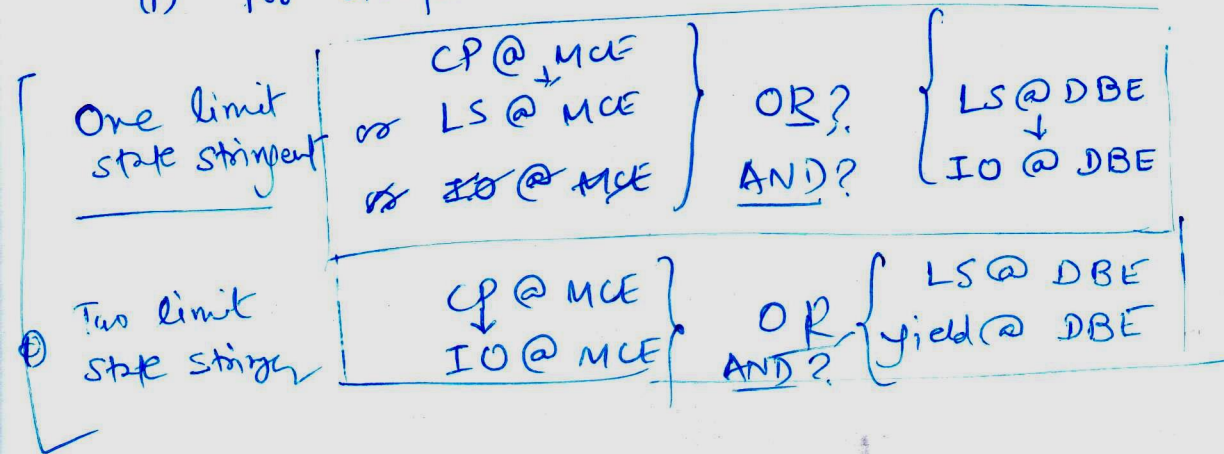 (i)
CP @ MCE
One limit or LS @ MCE OR? LS @ DBE
↓
state stringent or IO @ MCE AND? IO @ DBE
Two limit CP @ MCE OR LS @ DBE
↓
state IO @ MCE AND? yield @ DBE